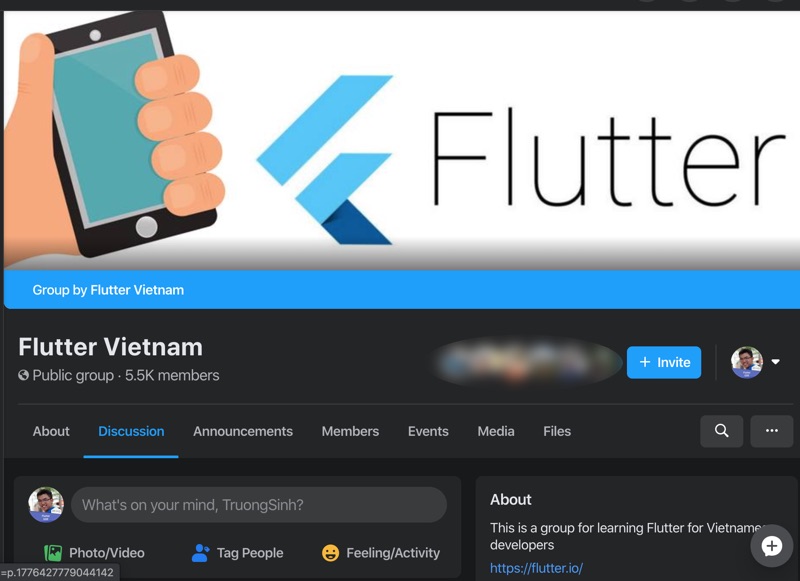 Flutter
Group by Flutter Vietnam
Flutter Vietnam
Public group · 5.5K members
+ Invite
About
Discussion
Announcements
Members
Events
Media
Files
What's on your mind, TruongSinh?
Photo/Video
Tag People
Feeling/Activity
About
This is a group for learning Flutter for Vietname
developers
https://flutter.io/
=p.1776427779044142